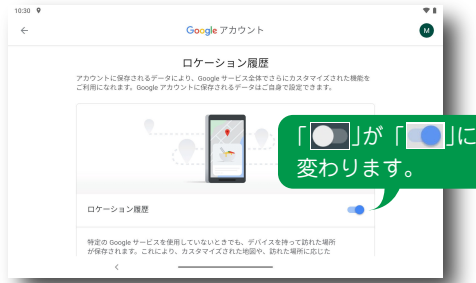 10:30
Google アカウント
M
ロケーション履歴
アカウントに保存されるデータにより、Google サービス全体でさらにカスタマイズされた機能を
ご利用になれます。Google アカウントに保存されるデータはご自身で設定できます。
「」が「」に
変わります。
ロケーション履歴
特定の Google サービスを使用していないときでも、デバイスを持って訪れた場所
が保存されます。これにより、カスタマイズされた地図や、訪れた場所に応じた